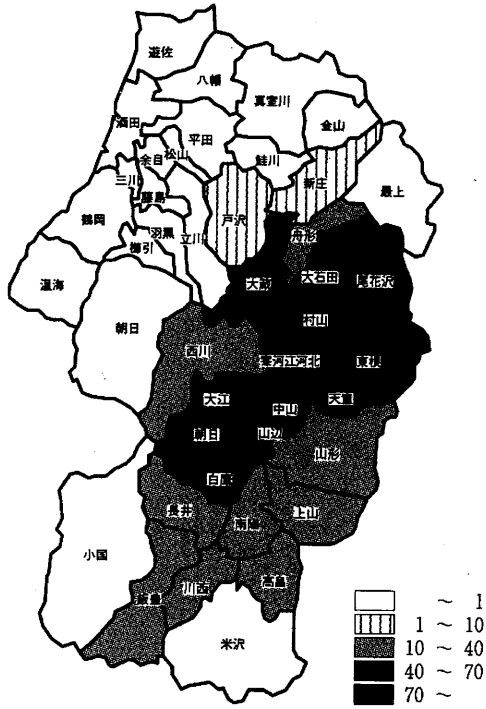 遊佐
八幡
真室川
金山
酒田
平田
松山
余目
鮭川
新庄
最上
三川
藤島
戸沢
鶴岡
羽黒
立川
櫛引
舟形
温海
大蔵
大石田
尾花沢
朝日
村山
西川
寒河江河北
東根
大江
中山
天童
朝日
山辺
山形
白鷹
長井
南陽
上山
小国
飯豊
川西
高畠
米沢
～ 1
1 ～ 10
10 ～ 40
40 ～ 70
70 ～